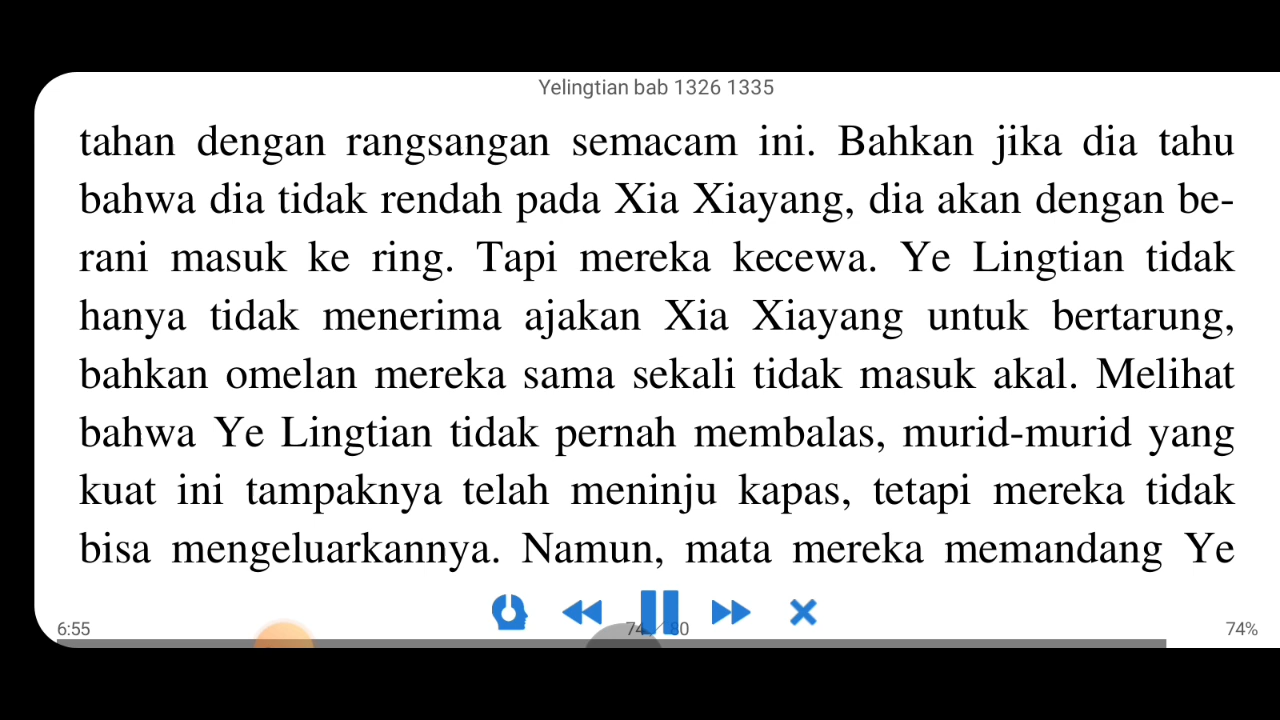 Yelingtian bab 1326 1335
tahan dengan rangsangan semacam ini. Bahkan jika dia tahu
bahwa dia tidak rendah pada Xia Xiayang, dia akan dengan be-
rani masuk ke ring. Tapi mereka kecewa. Ye Lingtian tidak
hanya tidak menerima ajakan Xia Xiayang untuk bertarung,
bahkan omelan mereka sama sekali tidak masuk akal. Melihat
bahwa Ye Lingtian tidak pernah membalas, murid-murid yang
kuat ini tampaknya telah meninju kapas, tetapi mereka tidak
bisa mengeluarkannya. Namun, mata mereka memandang Ye
6:55
74%